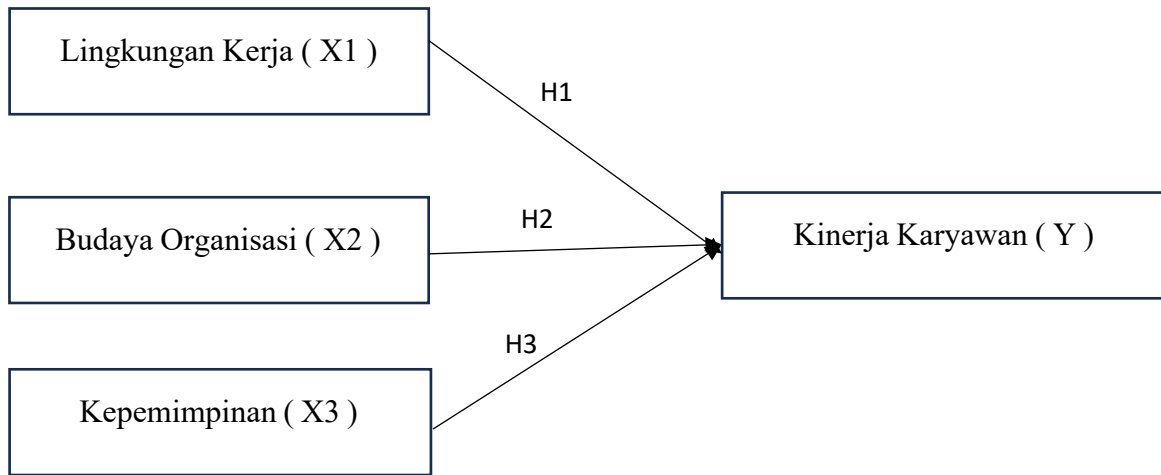 Lingkungan Kerja ( X1 )
H1
Budaya Organisasi ( X2 )
H2
Kinerja Karyawan ( Y )
H3
Kepemimpinan ( X3 )